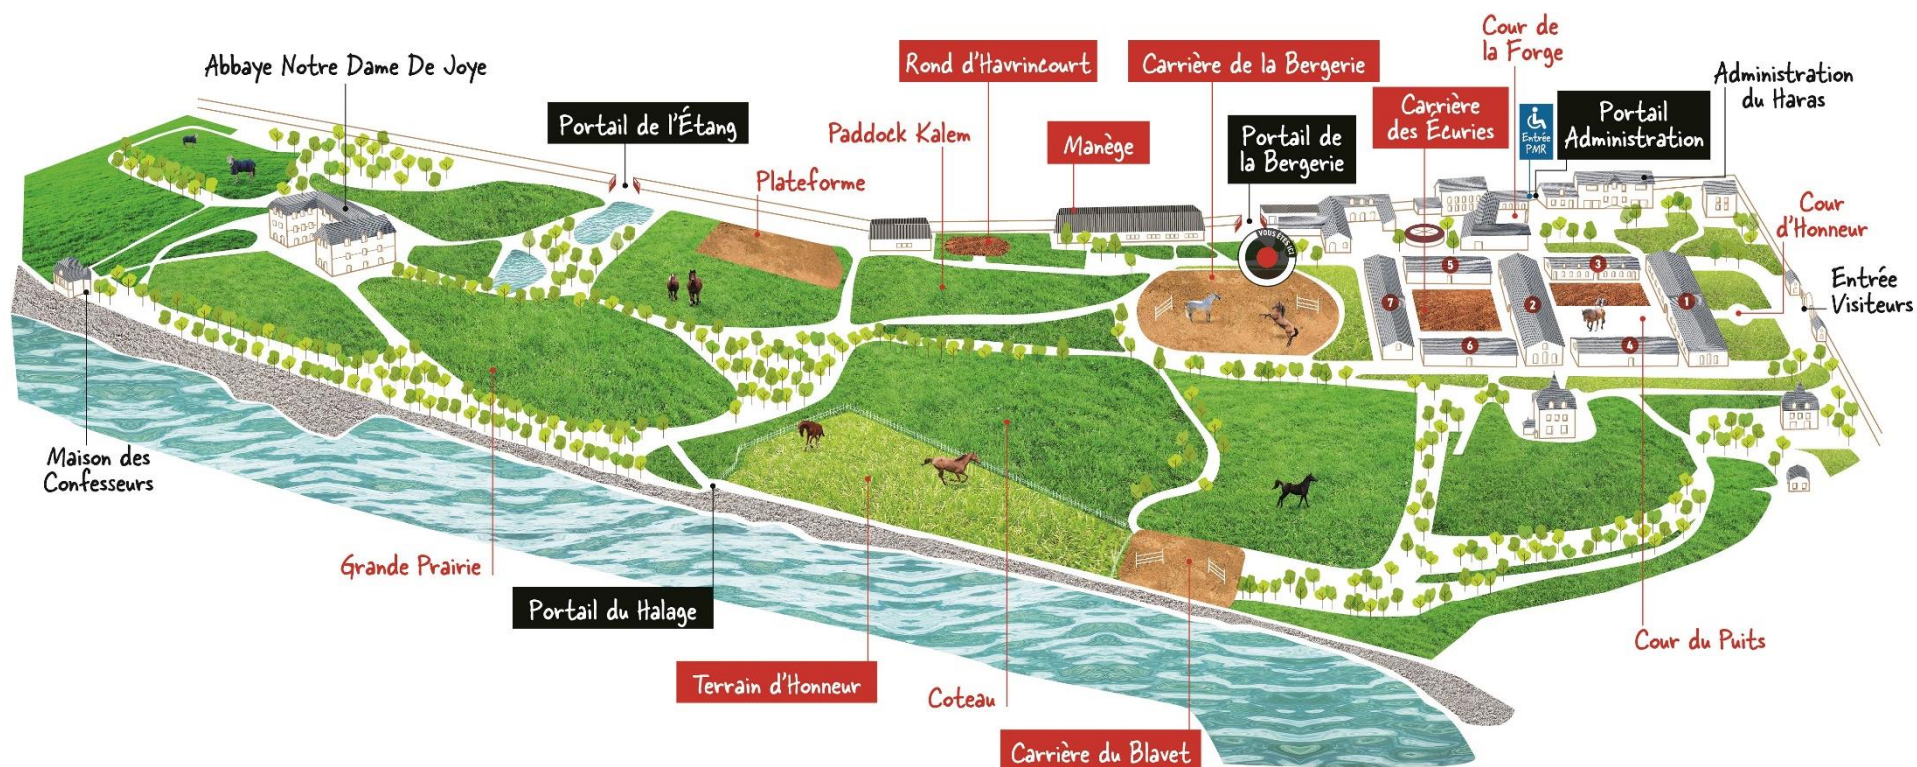 Abbaye Notre Dame De Joye
Portail de l'Étang
Plateforme
Paddock Kalem
Rond d'Havrincourt
Manège
Carrière de la Bergerie
Portail de
la Bergerie
VOUS ÊTES ICI
Carrière
des Écuries
Cour de
la Forge
Entrée
PMR
Portail
Administration
Administration
du Haras
Cour
d'Honneur
Entrée
Visiteurs
5
3
7
2
1
6
4
Maison des
Confesseurs
Grande Prairie
Portail du Halage
Terrain d'Honneur
Coteau
Carrière du Blavet
Cour du Puits